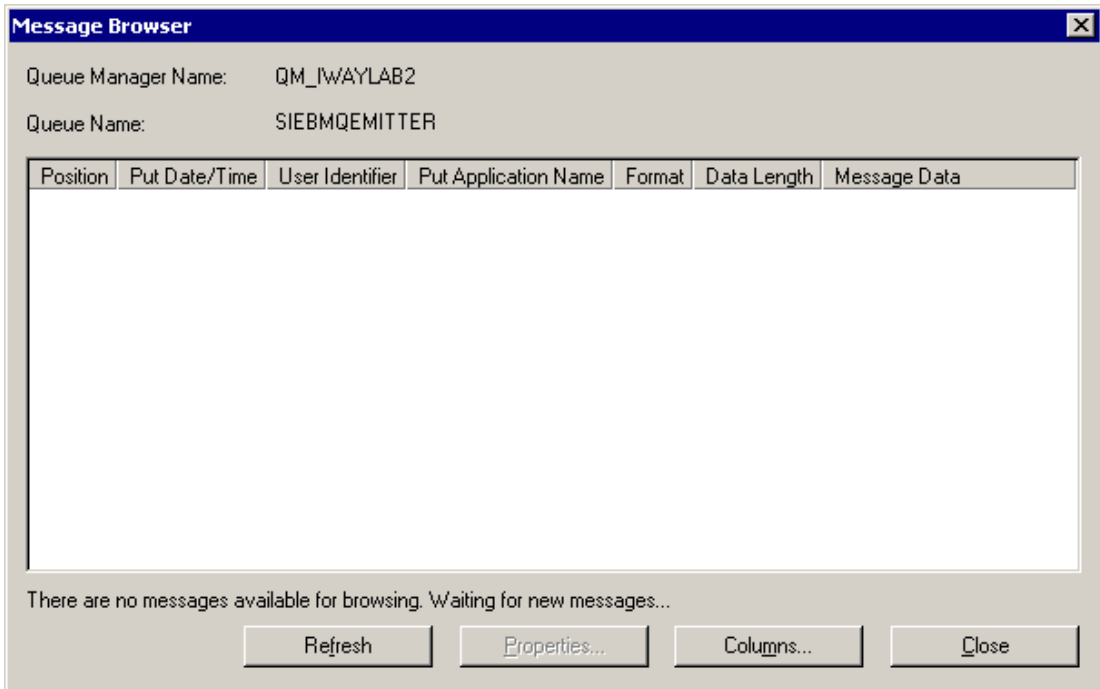 Message Browser
Queue Manager Name: QM_IWAYLAB2
Queue Name: SIEBMQEMITTER
Position Put Date/Time User Identifier Put Application Name Format Data Length Message Data
There are no messages available for browsing. Waiting for new messages...
Refresh Properties... Columns... Close